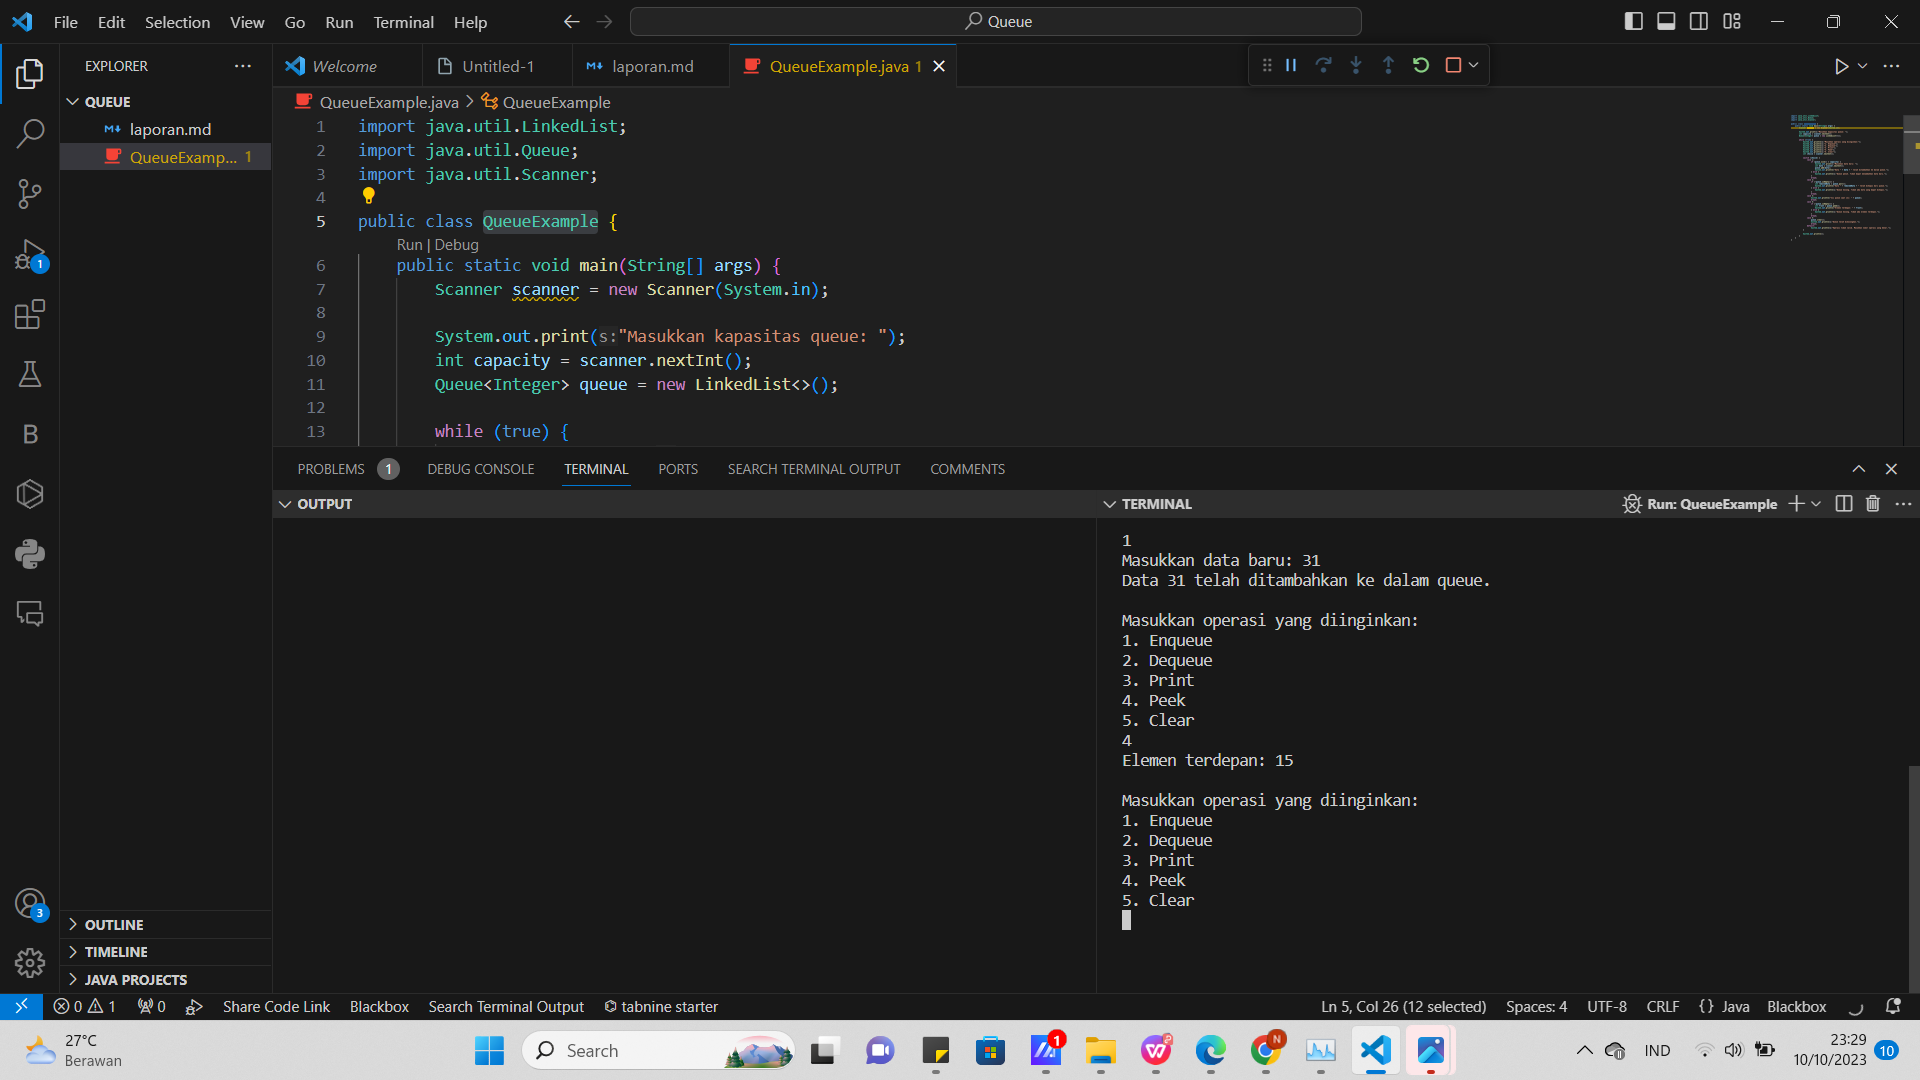 File Edit Selection View Go Run Terminal Help
Queue
EXPLORER
QUEUE
laporan.md
QueueExamp... 1
OUTLINE
TIMELINE
JAVA PROJECTS
Welcome
Untitled-1
laporan.md
QueueExample.java 1
QueueExample.java > QueueExample
1 import java.util.LinkedList;
2 import java.util.Queue;
3 import java.util.Scanner;
4
5 public class QueueExample {
Run | Debug
6 public static void main(String[] args) {
7 Scanner scanner = new Scanner(System.in);
8
9 System.out.print(s:"Masukkan kapasitas queue: ");
10 int capacity = scanner.nextInt();
11 Queue<Integer> queue = new LinkedList<>();
12
13 while (true) {
PROBLEMS 1 DEBUG CONSOLE TERMINAL PORTS SEARCH TERMINAL OUTPUT COMMENTS
OUTPUT
TERMINAL
Run: QueueExample
1
Masukkan data baru: 31
Data 31 telah ditambahkan ke dalam queue.
Masukkan operasi yang diinginkan:
1. Enqueue
2. Dequeue
3. Print
4. Peek
5. Clear
4
Elemen terdepan: 15
Masukkan operasi yang diinginkan:
1. Enqueue
2. Dequeue
3. Print
4. Peek
5. Clear
1
B
3
0 1 0 Share Code Link Blackbox Search Terminal Output tabnine starter
Ln 5, Col 26 (12 selected) Spaces: 4 UTF-8 CRLF {} Java Blackbox
27°C
Berawan
Search
1
N
IND
23:29
10/10/2023
10